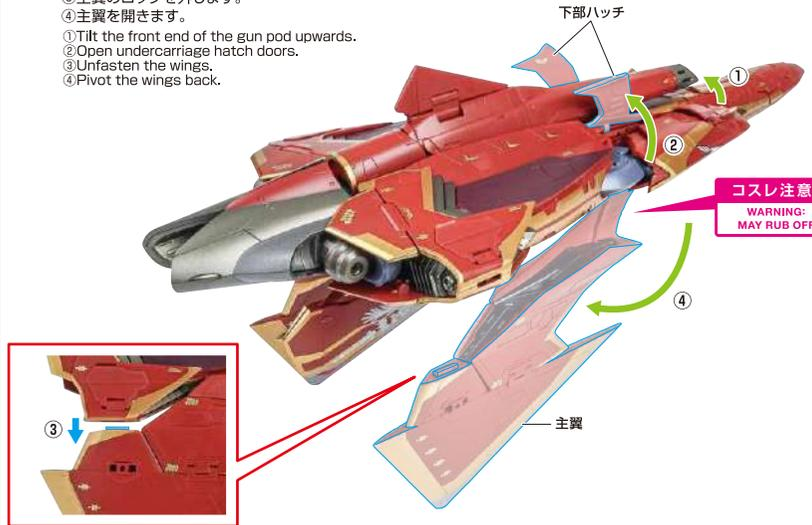 ③主翼のロックを外します。
④主翼を開きます。
①Tilt the front end of the gun pod upwards.
②Open undercarriage hatch doors.
③Unfasten the wings.
④Pivot the wings back.
下部ハッチ
①
②
コスレ注意
WARNING:
MAY RUB OFF
④
③
主翼